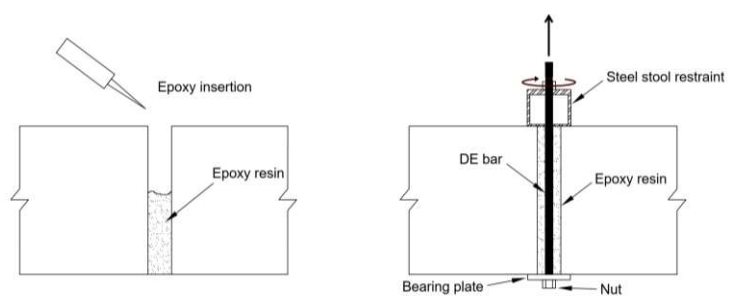 Epoxy insertion
Epoxy resin
Steel stool restraint
DE bar
Epoxy resin
Bearing plate
Nut